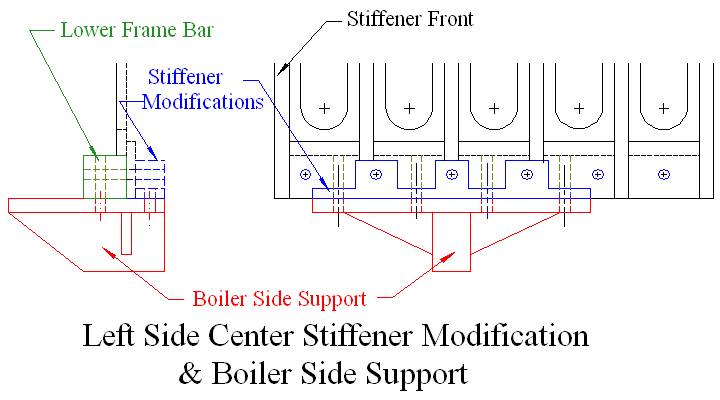 Stiffener Front
Lower Frame Bar
Stiffener
Modifications
Boiler Side Support
Left Side Center Stiffener Modification
& Boiler Side Support